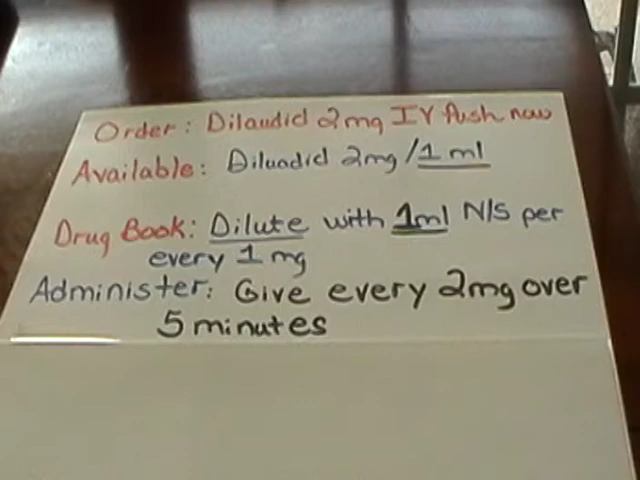 Order: Dilaudid 2mg IV Push now
Available: Diluadid 2mg/1 ml
Drug Book: Dilute with 1ml N/S per
every 1 mg
Administer: Give every 2mg over
5 minutes